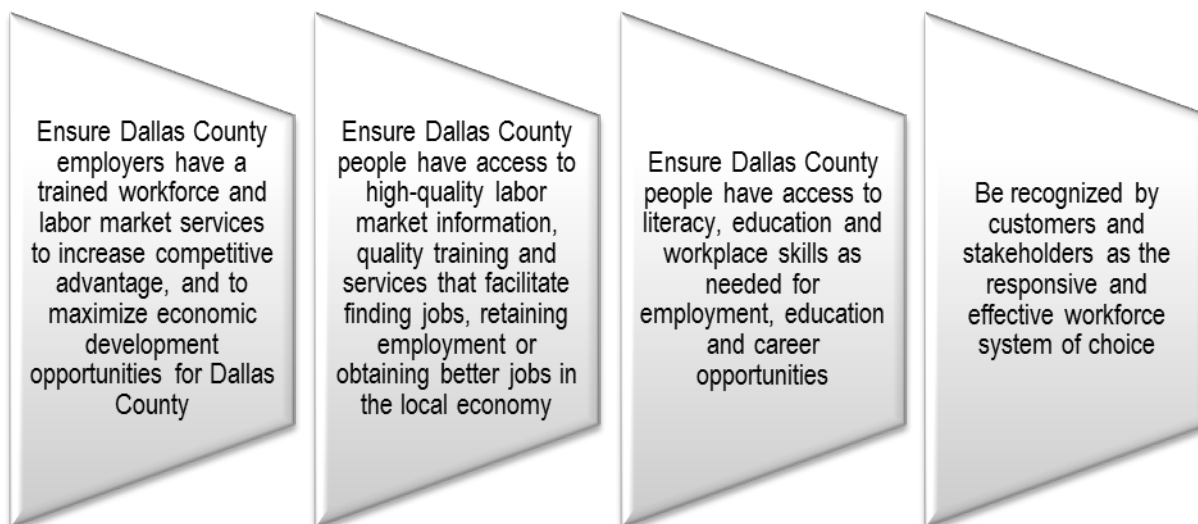 Ensure Dallas County
employers have a
trained workforce and
labor market services
to increase competitive
advantage, and to
maximize economic
development
opportunities for Dallas
County
Ensure Dallas County
people have access to
high-quality labor
market information,
quality training and
services that facilitate
finding jobs, retaining
employment or
obtaining better jobs in
the local economy
Ensure Dallas County
people have access to
literacy, education and
workplace skills as
needed for
employment, education
and career
opportunities
Be recognized by
customers and
stakeholders as the
responsive and
effective workforce
system of choice